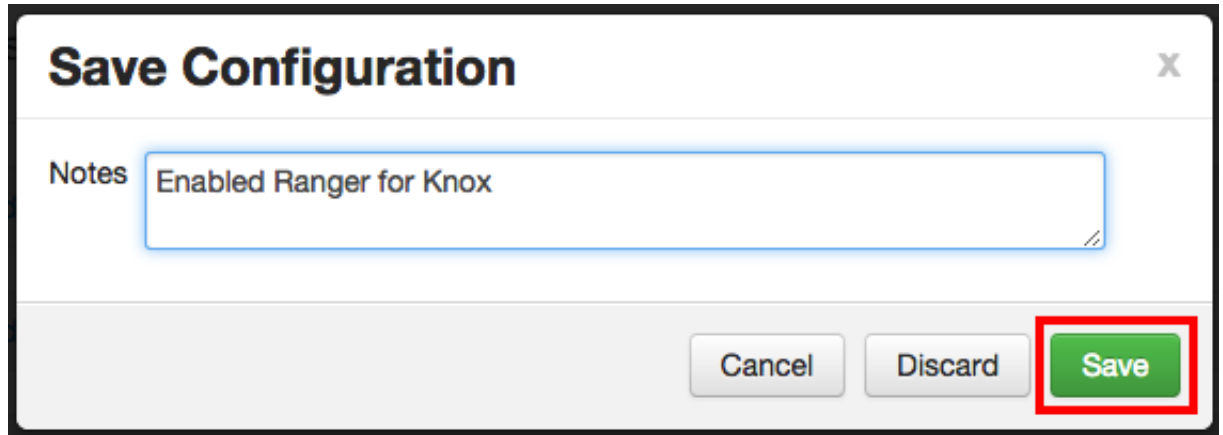 Save Configuration x
Notes Enabled Ranger for Knox
Cancel Discard Save